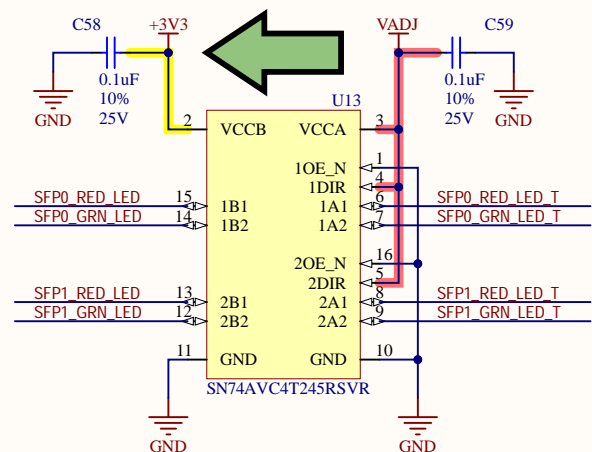 C58 +3V3 VADJ C59
0.1uF 0.1uF
10% 10%
25V 25V
GND U13 GND
2 VCCB VCCA 3
1OE_N 1
1DIR 4
SFP0_RED_LED 15 1B1 1A1 6 SFP0_RED_LED_T
SFP0_GRN_LED 14 1B2 1A2 7 SFP0_GRN_LED_T
2OE_N 16
2DIR 5
SFP1_RED_LED 13 2B1 2A1 8 SFP1_RED_LED_T
SFP1_GRN_LED 12 2B2 2A2 9 SFP1_GRN_LED_T
11 GND GND 10
SN74AVC4T245RSVR
GND GND